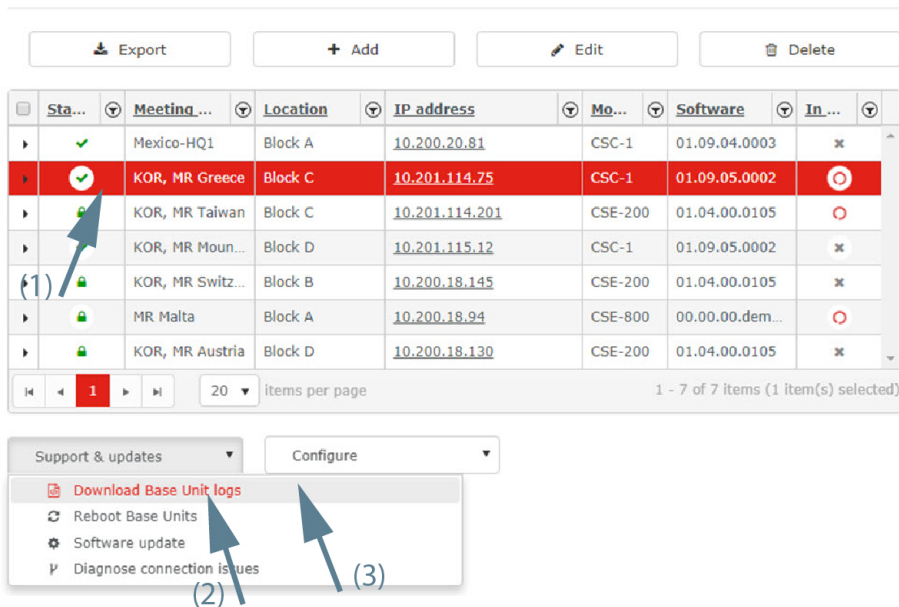 Export Add Edit Delete
Sta... Meeting ... Location IP address Mo... Software In ...
Mexico-HQ1 Block A 10.200.20.81 CSC-1 01.09.04.0003
KOR, MR Greece Block C 10.201.114.75 CSC-1 01.09.05.0002
KOR, MR Taiwan Block C 10.201.114.201 CSE-200 01.04.00.0105
KOR, MR Moun... Block D 10.201.115.12 CSC-1 01.09.05.0002
(1) KOR, MR Switz... Block B 10.200.18.145 CSE-200 01.04.00.0105
MR Malta Block A 10.200.18.94 CSE-800 00.00.00.dem...
KOR, MR Austria Block D 10.200.18.130 CSE-200 01.04.00.0105
1 20 items per page 1 - 7 of 7 items (1 item(s) selected)
Support & updates Configure
Download Base Unit logs
Reboot Base Units
Software update
Diagnose connection issues
(2) (3)